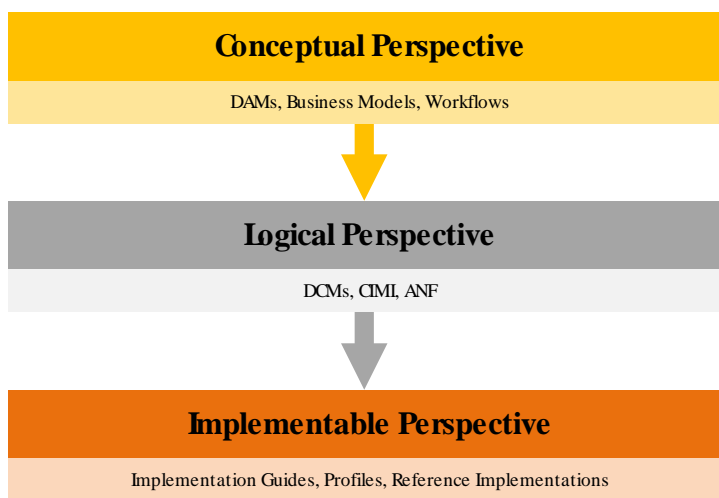 Conceptual Perspective
DAMs, Business Models, Workflows
Logical Perspective
DCMs, CIMI, ANF
Implementable Perspective
Implementation Guides, Profiles, Reference Implementations